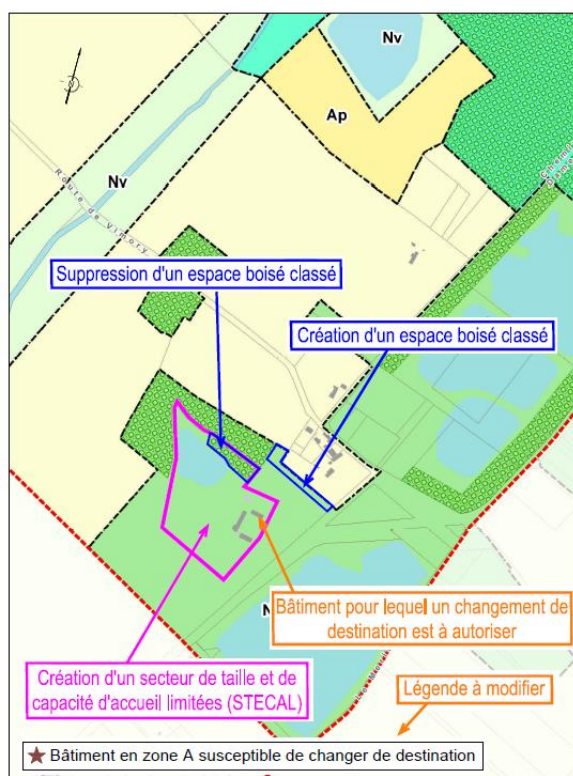 Nv
Ap
Nv
Route de Vimory
Suppression d'un espace boisé classé
Création d'un espace boisé classé
Bâtiment pour lequel un changement de
destination est à autoriser
N
Création d'un secteur de taille et de
capacité d'accueil limitées (STECAL)
Légende à modifier
Bâtiment en zone A susceptible de changer de destination